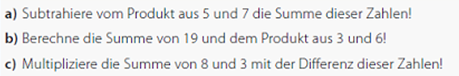 a) Subtrahiere vom Produkt aus 5 und 7 die Summe dieser Zahlen!
b) Berechne die Summe von 19 und dem Produkt aus 3 und 6!
c) Multipliziere die Summe von 8 und 3 mit der Differenz dieser Zahlen!